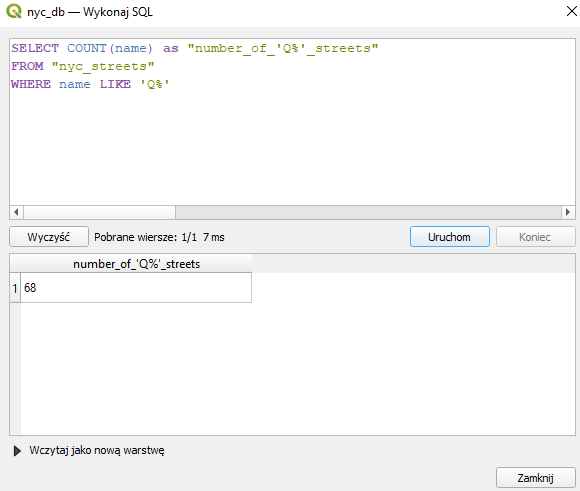 nyc_db — Wykonaj SQL
SELECT COUNT(name) as "number_of_'Q%'_streets"
FROM "nyc_streets"
WHERE name LIKE 'Q%'
Wyczyść Pobrane wiersze: 1/1 7 ms Uruchom Koniec
number_of_'Q%'_streets
1 68
Wczytaj jako nową warstwę
Zamknij